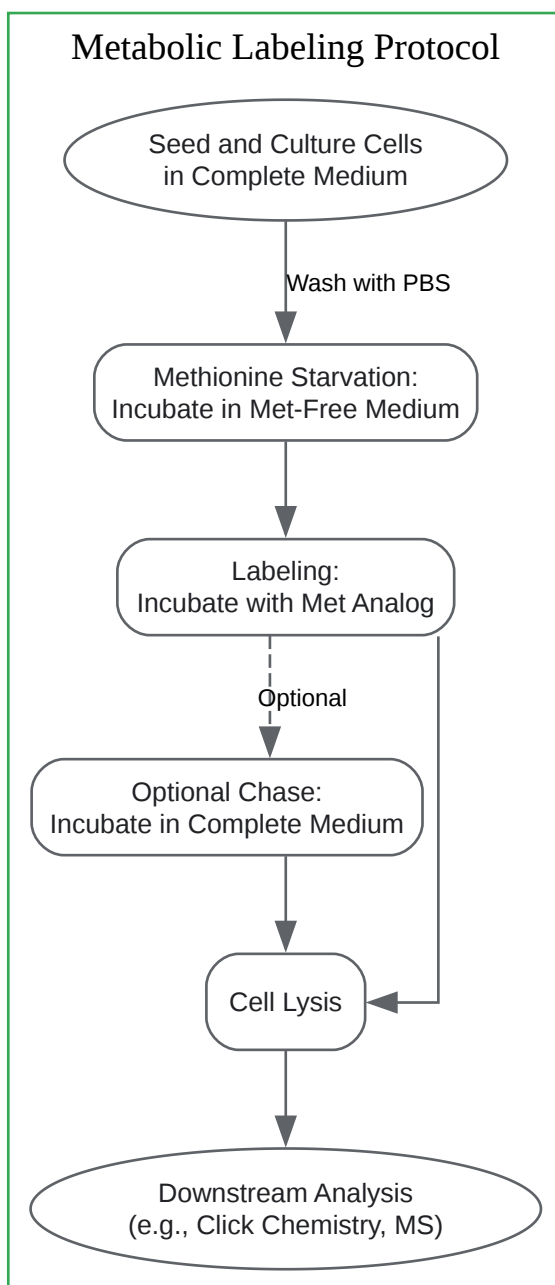 Metabolic Labeling Protocol
Seed and Culture Cells
in Complete Medium
Wash with PBS
Methionine Starvation:
Incubate in Met-Free Medium
Labeling:
Incubate with Met Analog
Optional
Optional Chase:
Incubate in Complete Medium
Cell Lysis
Downstream Analysis
(e.g., Click Chemistry, MS)